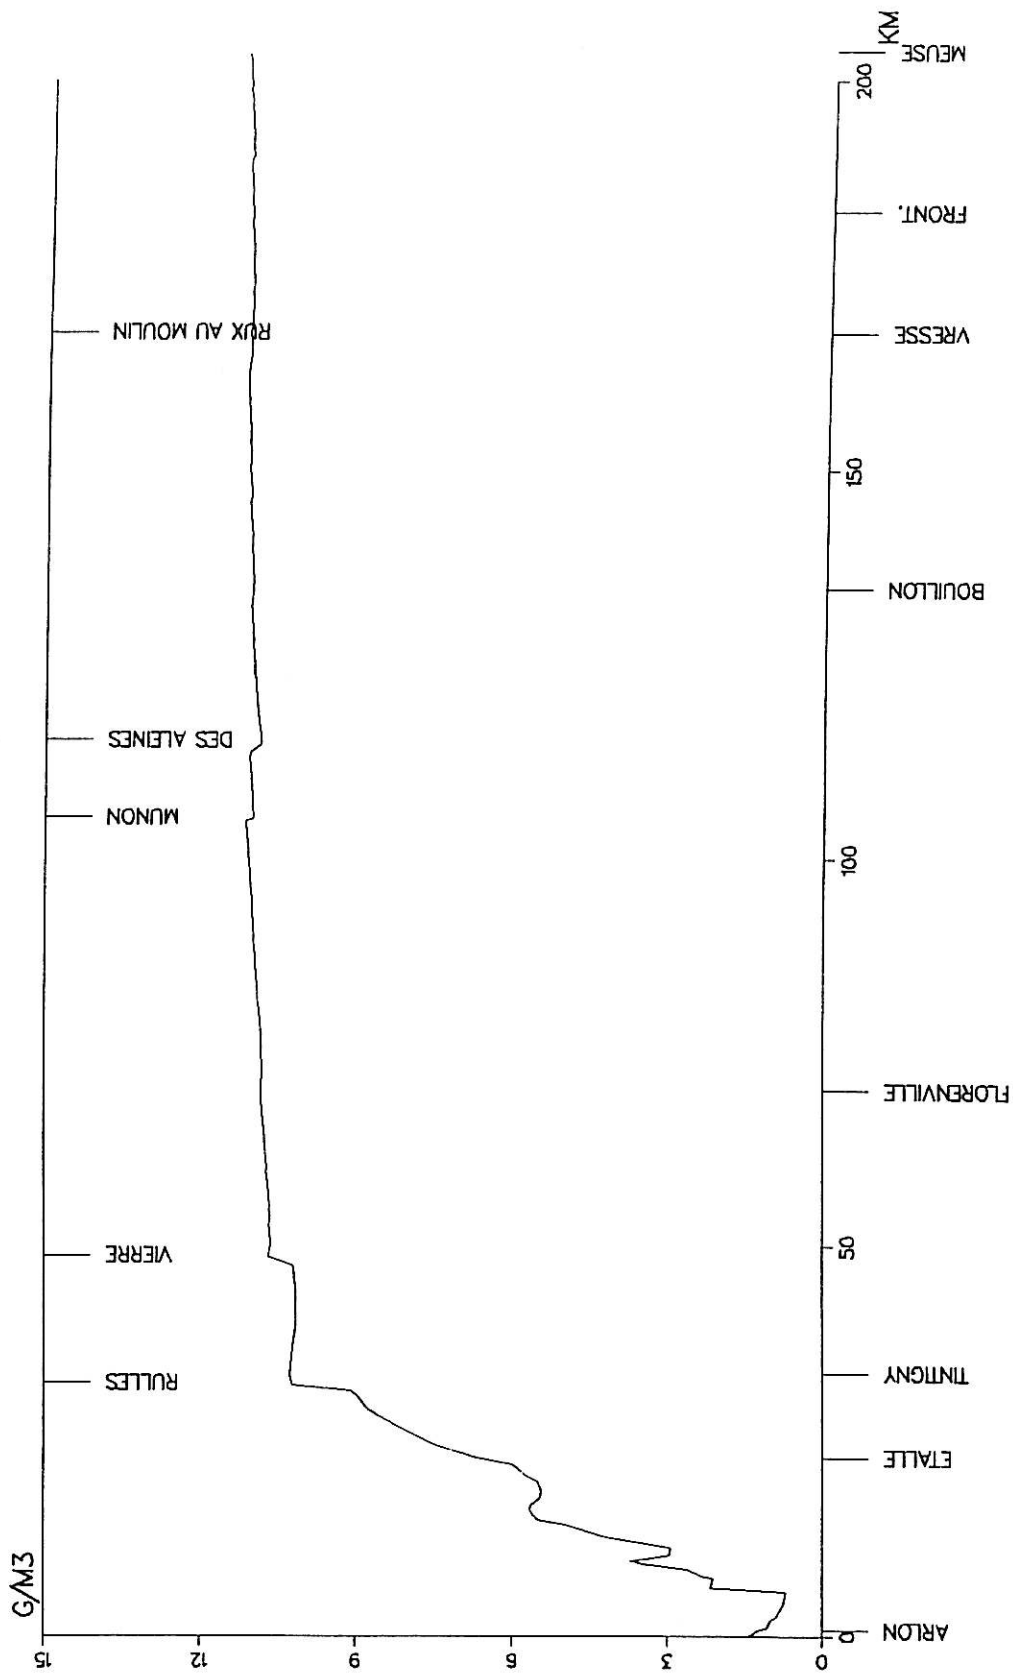 G/M3
15
12
9
6
3
0
RULLES
VIERRE
MUNON
DES ALEINES
RUX AU MOULIN
0
50
100
150
200
KM
ARLON
ETALLE
TINTIGNY
FLORENVILLE
BOUILLON
VRESSE
FRONT.
MEUSE